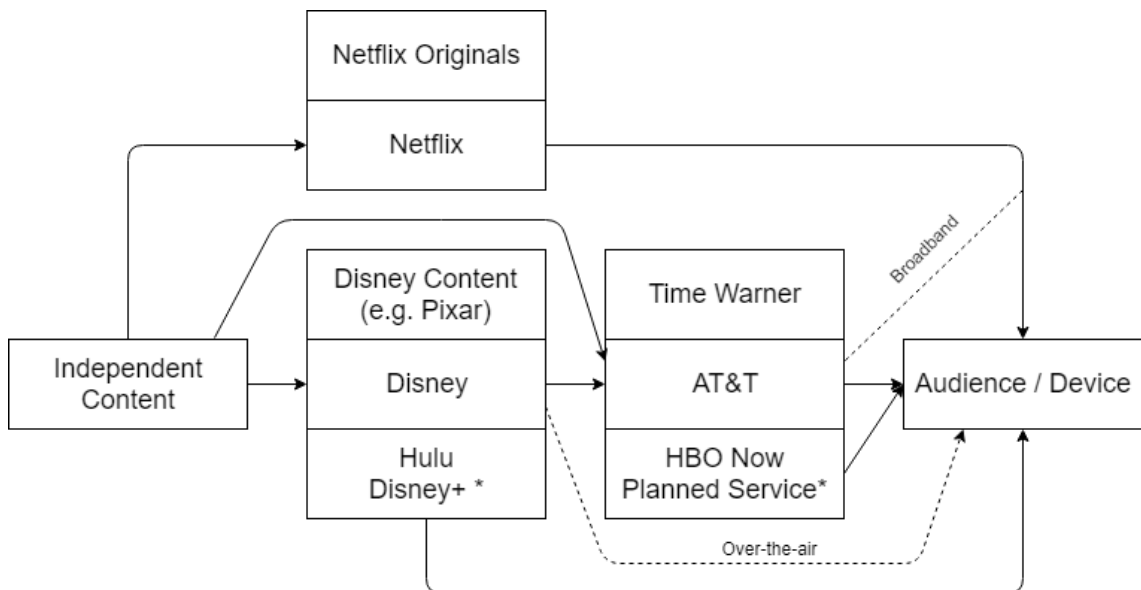 Netflix Originals
Netflix
Broadband
Disney Content
(e.g. Pixar)
Time Warner
Independent
Content
Disney
AT&T
Audience / Device
Hulu
Disney+ *
HBO Now
Planned Service*
Over-the-air